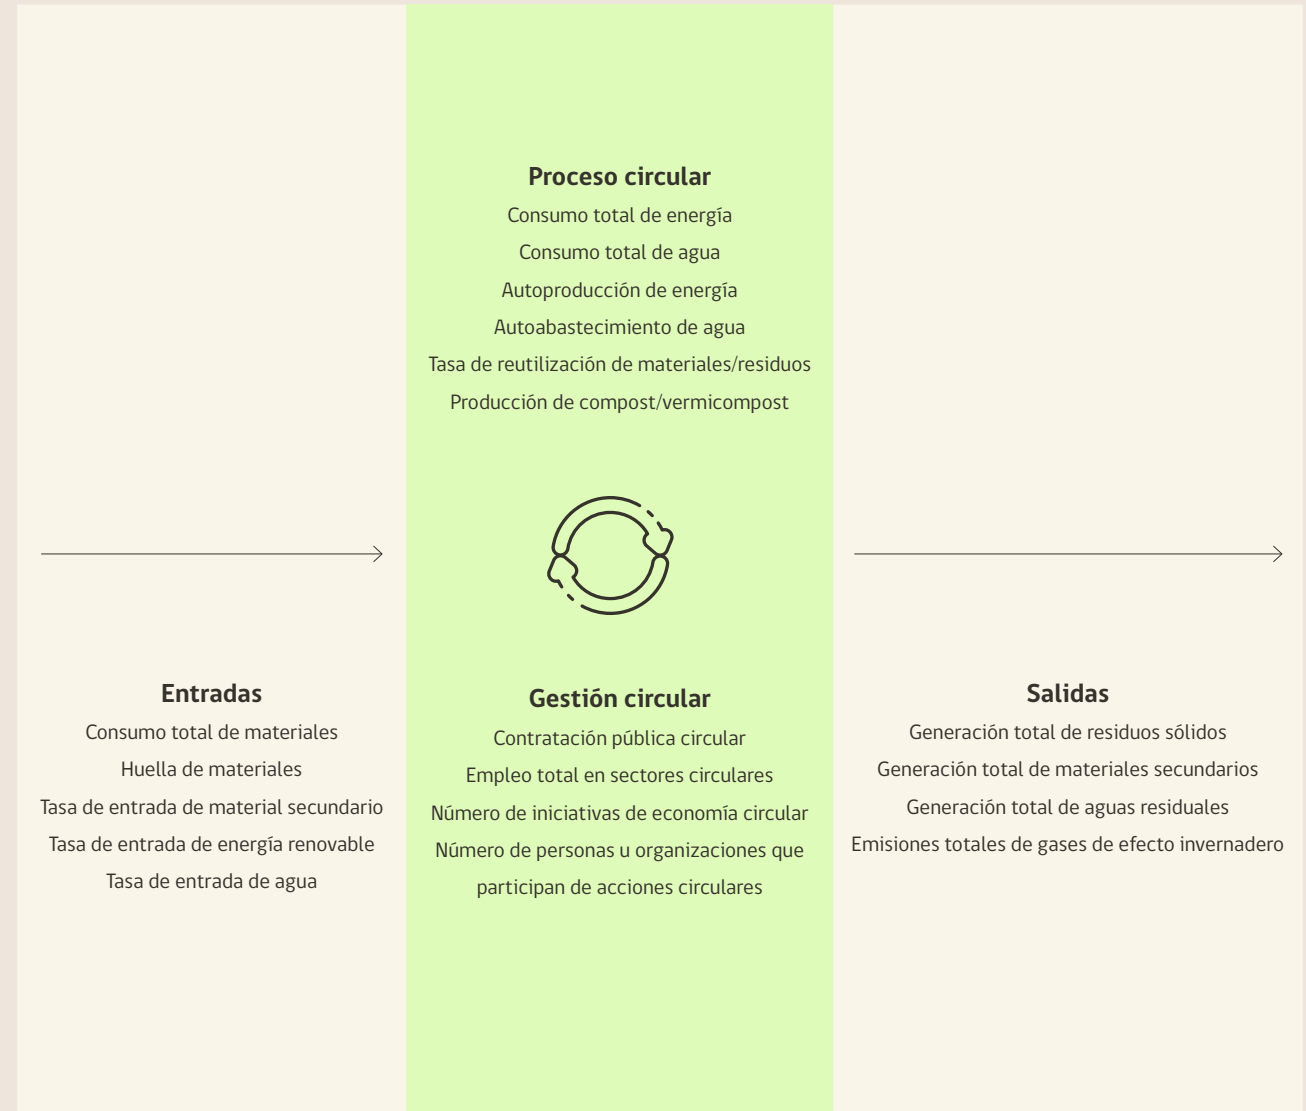 Proceso circular
Consumo total de energía
Consumo total de agua
Autoproducción de energía
Autoabastecimiento de agua
Tasa de reutilización de materiales/residuos
Producción de compost/vermicompost
Entradas
Consumo total de materiales
Huella de materiales
Tasa de entrada de material secundario
Tasa de entrada de energía renovable
Tasa de entrada de agua
Gestión circular
Contratación pública circular
Empleo total en sectores circulares
Número de iniciativas de economía circular
Número de personas u organizaciones que
participan de acciones circulares
Salidas
Generación total de residuos sólidos
Generación total de materiales secundarios
Generación total de aguas residuales
Emisiones totales de gases de efecto invernadero